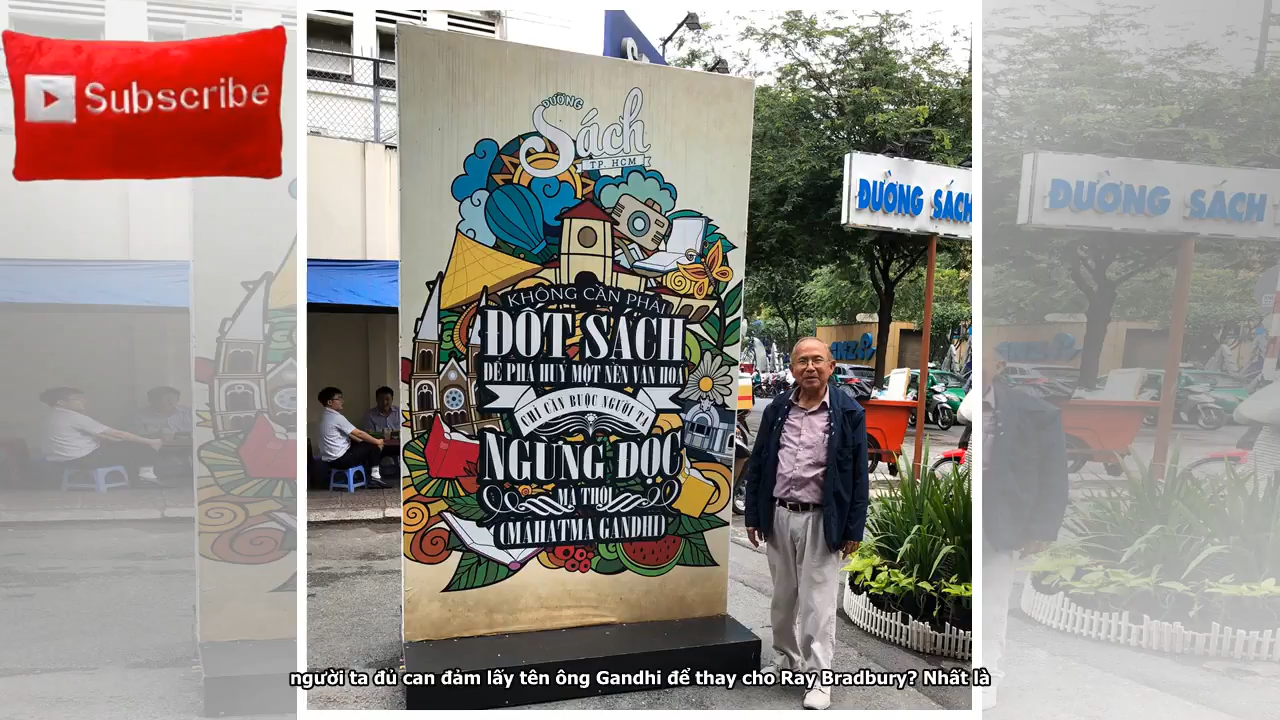 Subscribe
ĐƯỜNG
Sách
TP. HCM
ĐƯỜNG SÁCH
ĐƯỜNG SÁCH
KHÔNG CẦN PHẢI
ĐỐT SÁCH
ĐỂ PHÁ HUỶ MỘT NỀN VĂN HOÁ
CHỈ CẦN BUỘC NGƯỜI TA
NGƯNG ĐỌC
MÀ THÔI
(MAHATMA GANDHI)
người ta đủ can đảm lấy tên ông Gandhi để thay cho Ray Bradbury? Nhất là